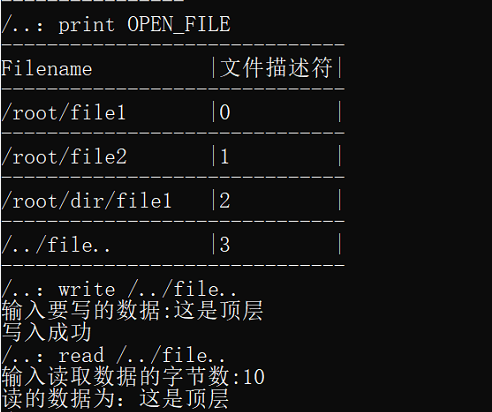 /..: print OPEN_FILE
Filename |文件描述符|
/root/file1 |0 |
/root/file2 |1 |
/root/dir/file1 |2 |
/../file.. |3 |
/..: write /../file..
输入要写的数据:这是顶层
写入成功
/..: read /../file..
输入读取数据的字节数:10
读的数据为: 这是顶层